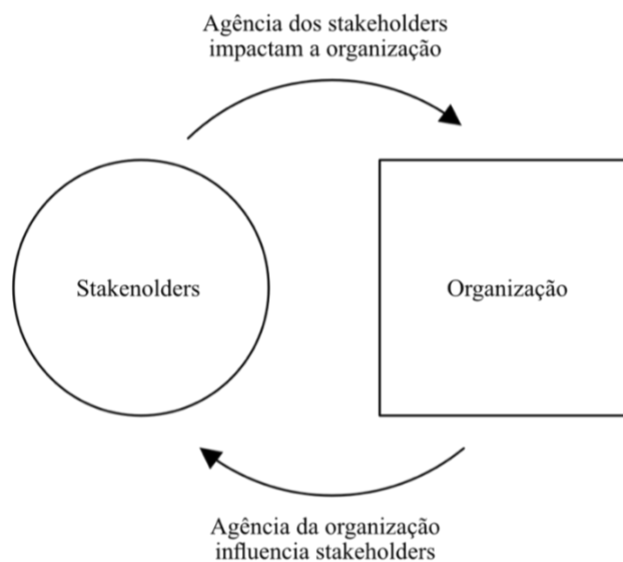 Agência dos stakeholders
impactam a organização
Stakenolders
Organização
Agência da organização
influencia stakeholders